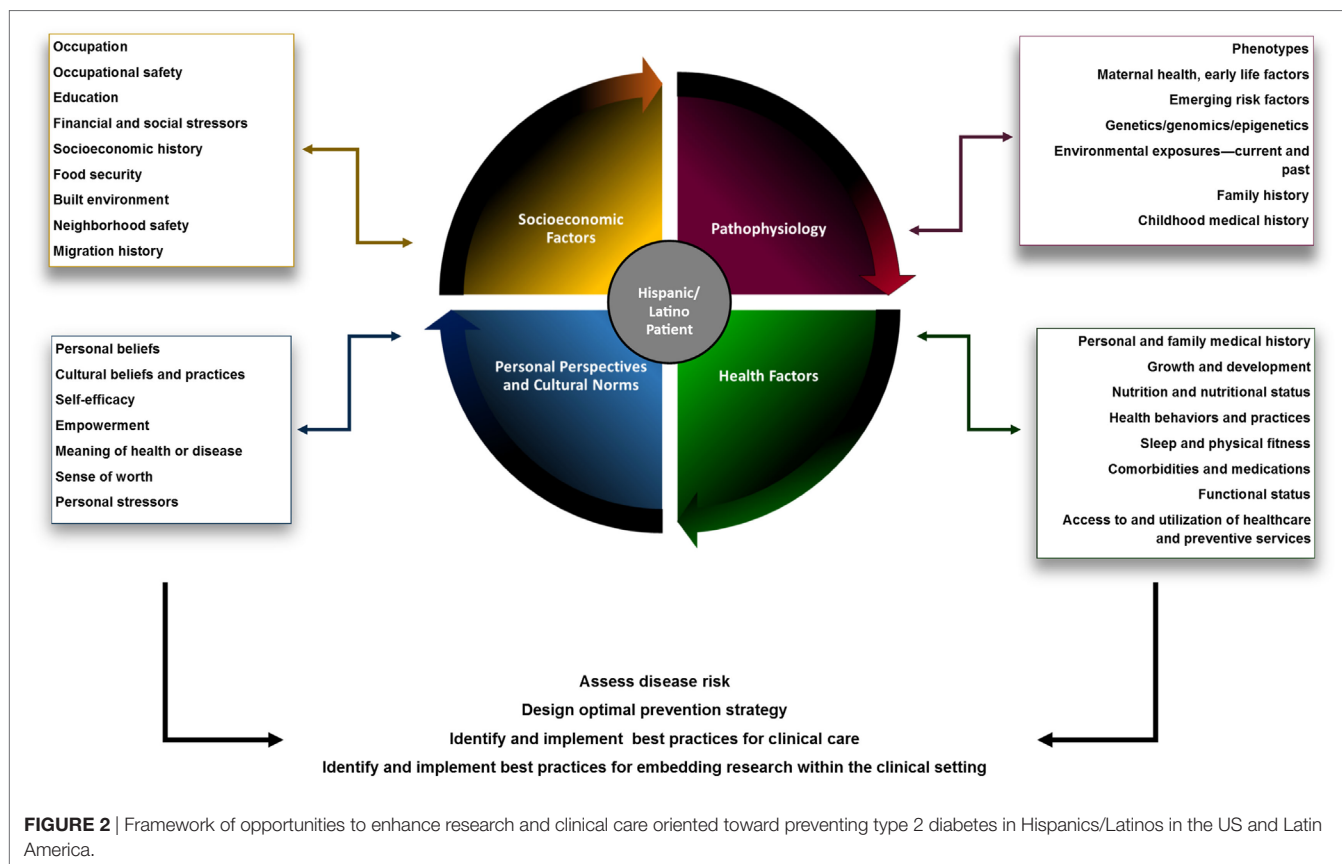 Occupation
Occupational safety
Education
Financial and social stressors
Socioeconomic history
Food security
Built environment
Neighborhood safety
Migration history
Phenotypes
Maternal health, early life factors
Emerging risk factors
Genetics/genomics/epigenetics
Environmental exposures—current and
past
Family history
Childhood medical history
Socioeconomic
Factors
Pathophysiology
Hispanic/
Latino
Patient
Personal Perspectives
and Cultural Norms
Health Factors
Personal beliefs
Cultural beliefs and practices
Self-efficacy
Empowerment
Meaning of health or disease
Sense of worth
Personal stressors
Personal and family medical history
Growth and development
Nutrition and nutritional status
Health behaviors and practices
Sleep and physical fitness
Comorbidities and medications
Functional status
Access to and utilization of healthcare
and preventive services
Assess disease risk
Design optimal prevention strategy
Identify and implement best practices for clinical care
Identify and implement best practices for embedding research within the clinical setting
FIGURE 2 | Framework of opportunities to enhance research and clinical care oriented toward preventing type 2 diabetes in Hispanics/Latinos in the US and Latin
America.